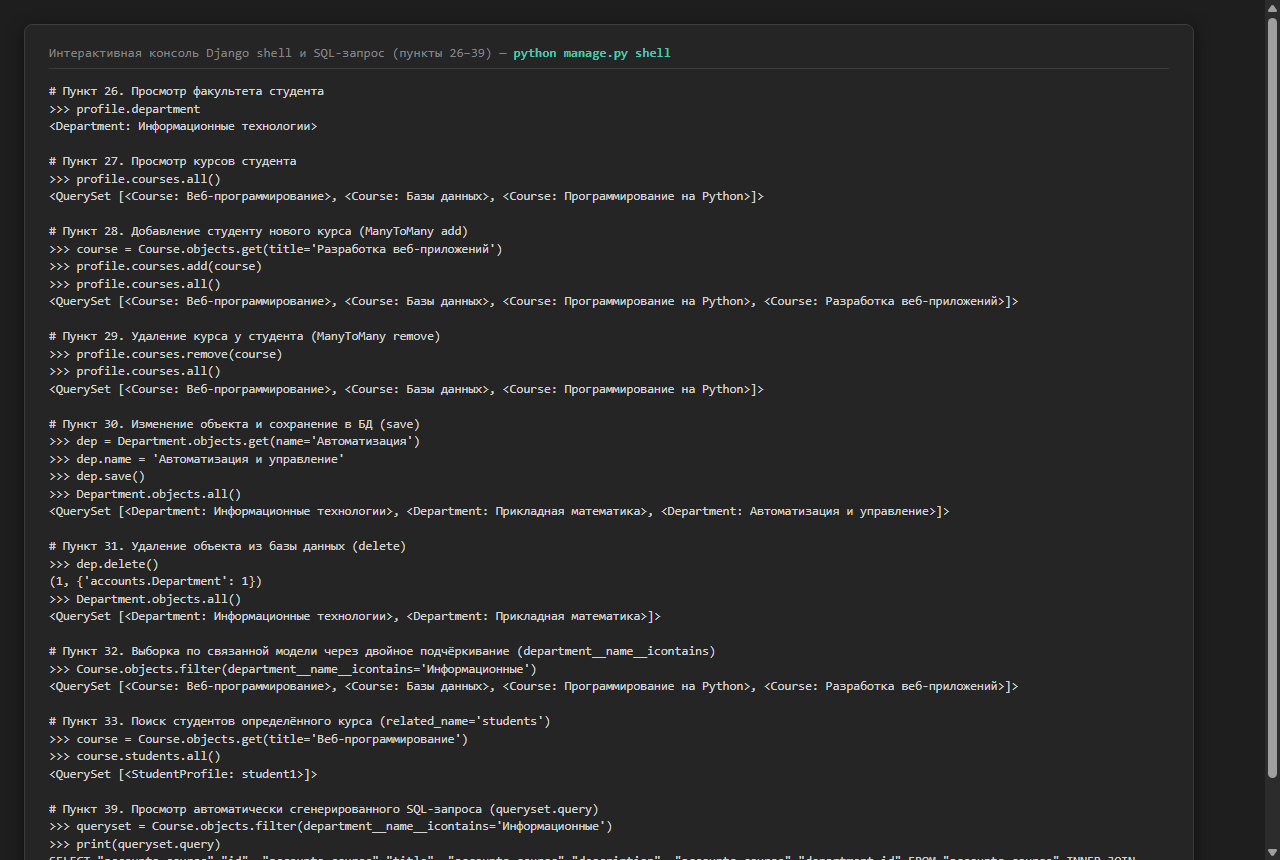 Интерактивная консоль Django shell и SQL-запрос (пункты 26–39) — python manage.py shell
# Пункт 26. Просмотр факультета студента
>>> profile.department
<Department: Информационные технологии>
# Пункт 27. Просмотр курсов студента
>>> profile.courses.all()
<QuerySet [<Course: Веб-программирование>, <Course: Базы данных>, <Course: Программирование на Python>]>
# Пункт 28. Добавление студенту нового курса (ManyToMany add)
>>> course = Course.objects.get(title='Разработка веб-приложений')
>>> profile.courses.add(course)
>>> profile.courses.all()
<QuerySet [<Course: Веб-программирование>, <Course: Базы данных>, <Course: Программирование на Python>, <Course: Разработка веб-приложений>]>
# Пункт 29. Удаление курса у студента (ManyToMany remove)
>>> profile.courses.remove(course)
>>> profile.courses.all()
<QuerySet [<Course: Веб-программирование>, <Course: Базы данных>, <Course: Программирование на Python>]>
# Пункт 30. Изменение объекта и сохранение в БД (save)
>>> dep = Department.objects.get(name='Автоматизация')
>>> dep.name = 'Автоматизация и управление'
>>> dep.save()
>>> Department.objects.all()
<QuerySet [<Department: Информационные технологии>, <Department: Прикладная математика>, <Department: Автоматизация и управление>]>
# Пункт 31. Удаление объекта из базы данных (delete)
>>> dep.delete()
(1, {'accounts.Department': 1})
>>> Department.objects.all()
<QuerySet [<Department: Информационные технологии>, <Department: Прикладная математика>]>
# Пункт 32. Выборка по связанной модели через двойное подчёркивание (department__name__icontains)
>>> Course.objects.filter(department__name__icontains='Информационные')
<QuerySet [<Course: Веб-программирование>, <Course: Базы данных>, <Course: Программирование на Python>, <Course: Разработка веб-приложений>]>
# Пункт 33. Поиск студентов определённого курса (related_name='students')
>>> course = Course.objects.get(title='Веб-программирование')
>>> course.students.all()
<QuerySet [<StudentProfile: student1>]>
# Пункт 39. Просмотр автоматически сгенерированного SQL-запроса (queryset.query)
>>> queryset = Course.objects.filter(department__name__icontains='Информационные')
>>> print(queryset.query)